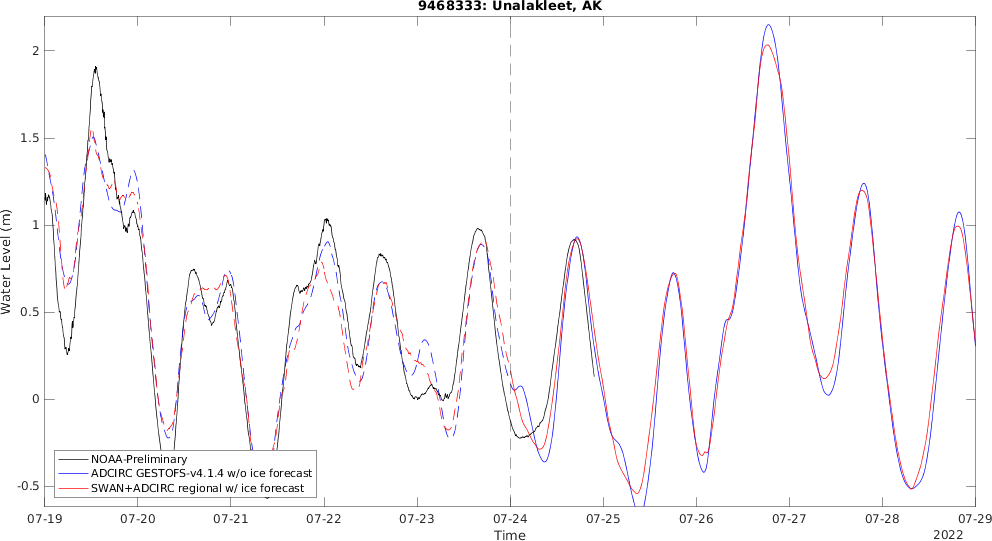 9468333: Unalakleet, AK
Water Level (m)
2
1.5
1
0.5
0
-0.5
NOAA-Preliminary
ADCIRC GESTOFS-v4.1.4 w/o ice forecast
SWAN+ADCIRC regional w/ ice forecast
07-19 07-20 07-21 07-22 07-23 07-24 07-25 07-26 07-27 07-28 07-29
Time
2022